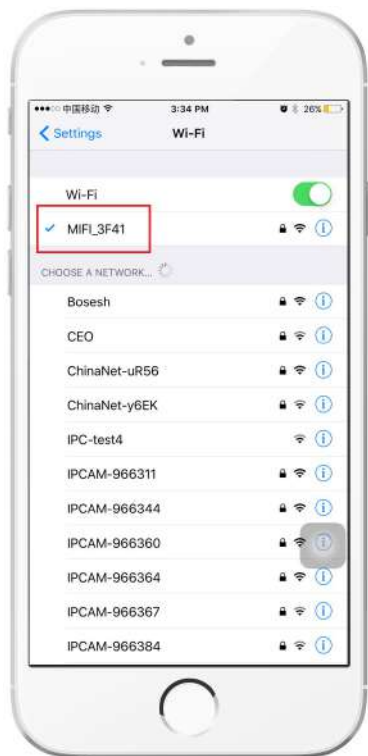 中国移动 3:34 PM 26%
Settings Wi-Fi
Wi-Fi
MIFI_3F41
CHOOSE A NETWORK...
Bosesh
CEO
ChinaNet-uR56
ChinaNet-y6EK
IPC-test4
IPCAM-966311
IPCAM-966344
IPCAM-966360
IPCAM-966364
IPCAM-966367
IPCAM-966384